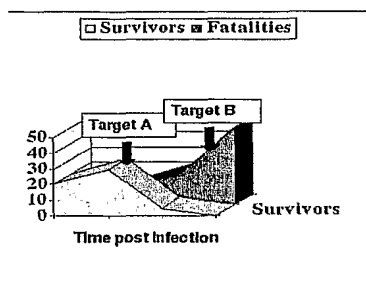 Survivors Fatalities
Target B
Target A
50
40
30
20
10
0
Survivors
Time post Infection